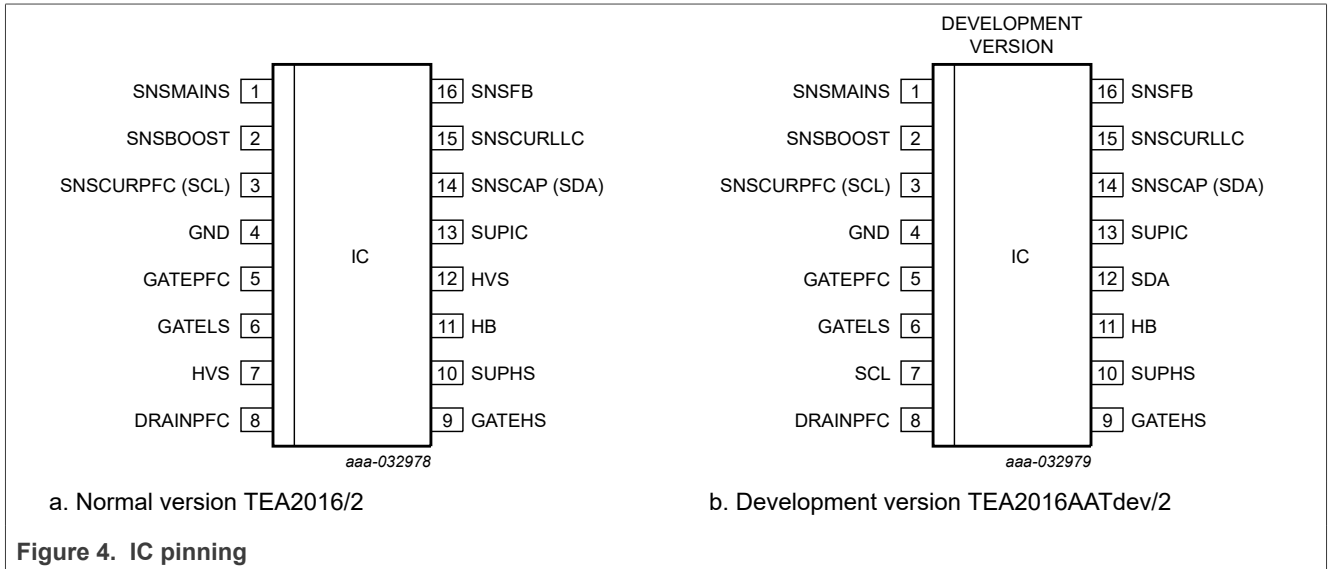 DEVELOPMENT
VERSION
SNSMAINS 1
16 SNSFB
SNSBOOST 2
15 SNSCURLLC
SNSCURPFC (SCL) 3
14 SNSCAP (SDA)
GND 4
13 SUPIC
IC
GATEPFC 5
12 HVS
GATELS 6
11 HB
HVS 7
10 SUPHS
DRAINPFC 8
9 GATEHS
aaa-032978
a. Normal version TEA2016/2
SNSMAINS 1
16 SNSFB
SNSBOOST 2
15 SNSCURLLC
SNSCURPFC (SCL) 3
14 SNSCAP (SDA)
GND 4
13 SUPIC
IC
GATEPFC 5
12 SDA
GATELS 6
11 HB
SCL 7
10 SUPHS
DRAINPFC 8
9 GATEHS
aaa-032979
b. Development version TEA2016AATdev/2
Figure 4. IC pinning